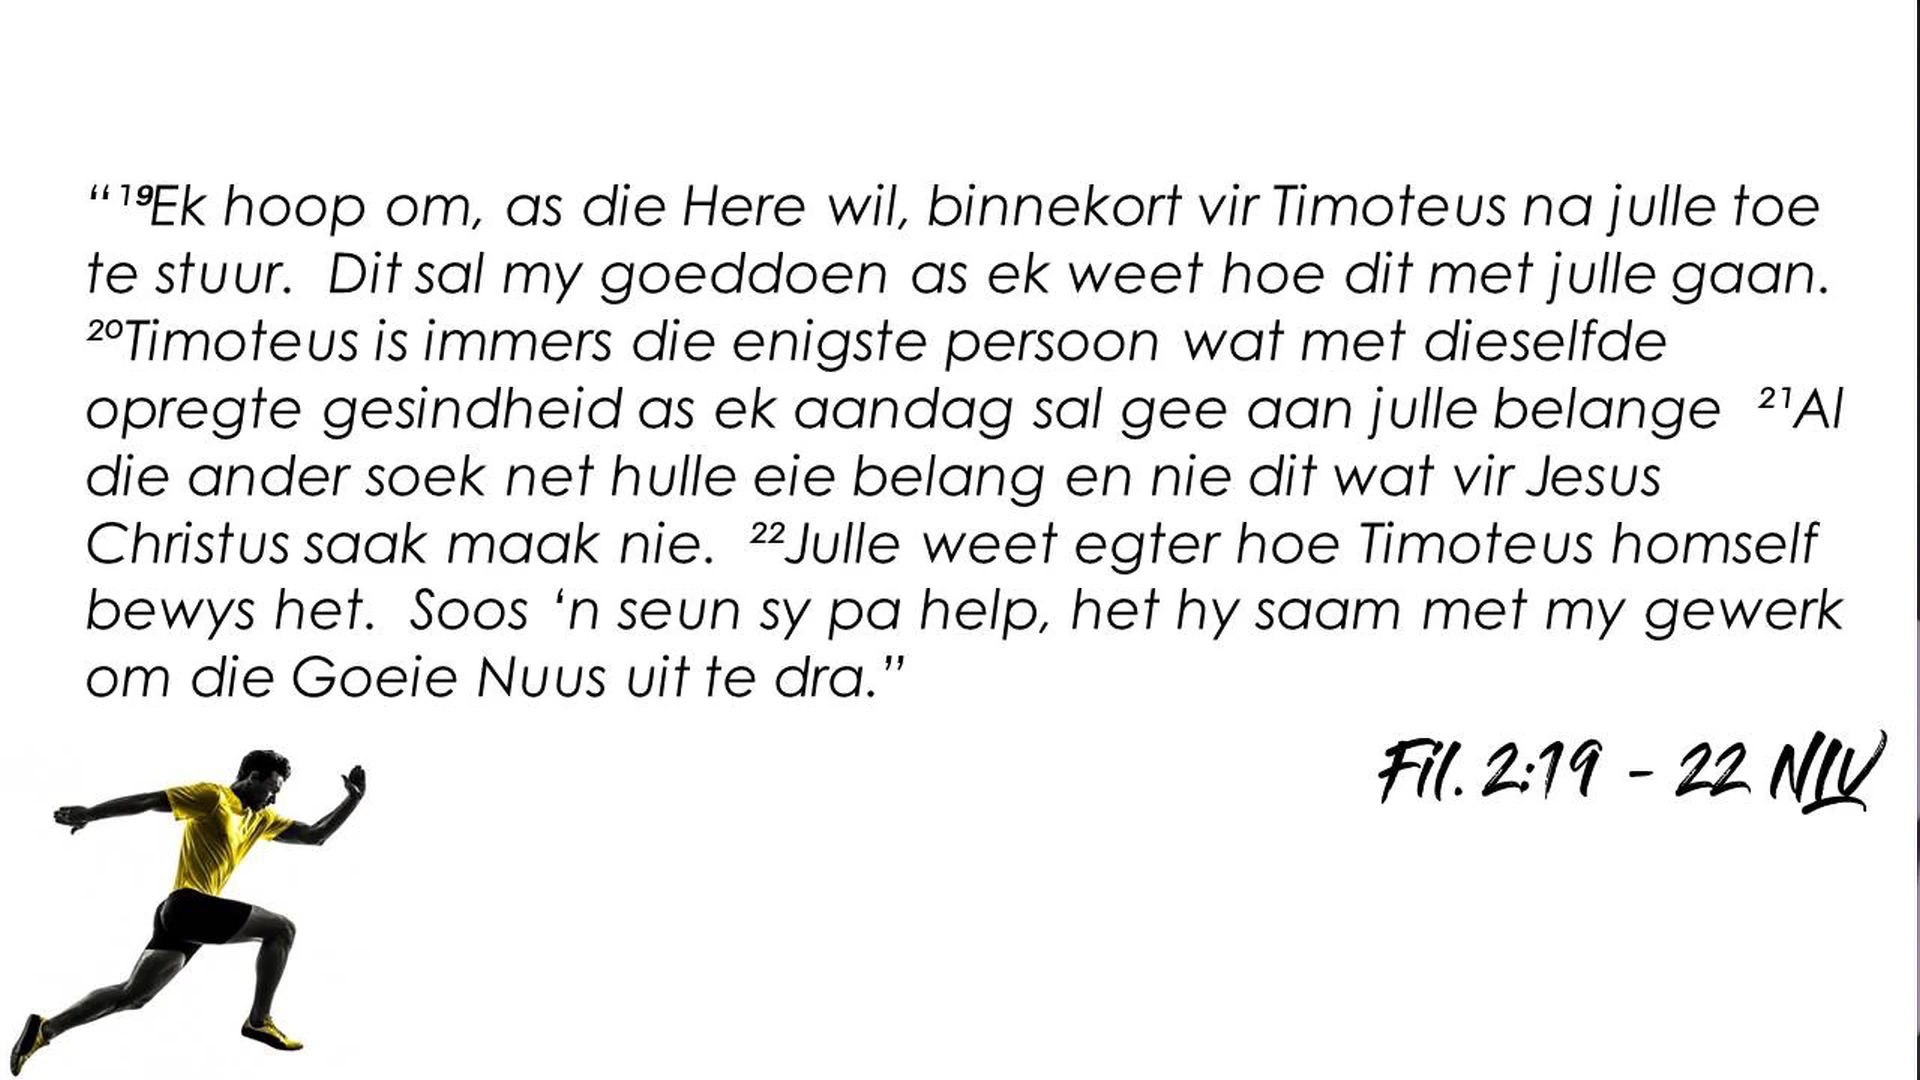 “¹⁹Ek hoop om, as die Here wil, binnekort vir Timoteus na julle toe
te stuur.  Dit sal my goeddoen as ek weet hoe dit met julle gaan.
²⁰Timoteus is immers die enigste persoon wat met dieselfde
opregte gesindheid as ek aandag sal gee aan julle belange  ²¹Al
die ander soek net hulle eie belang en nie dit wat vir Jesus
Christus saak maak nie.  ²²Julle weet egter hoe Timoteus homself
bewys het.  Soos ‘n seun sy pa help, het hy saam met my gewerk
om die Goeie Nuus uit te dra.”
Fil. 2:19 - 22 NLV